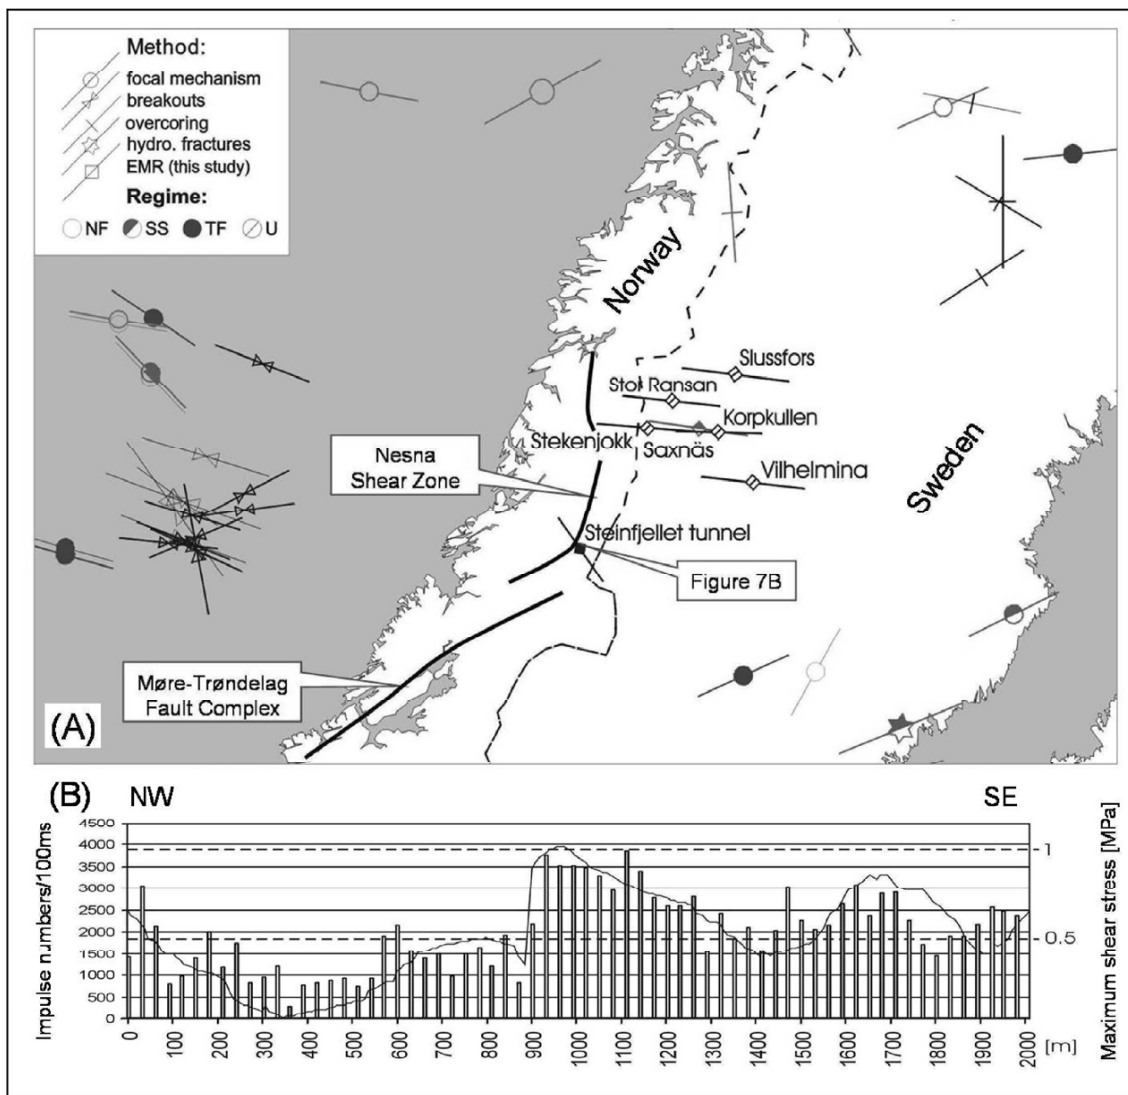 Method:
focal mechanism
breakouts
overcoring
hydro. fractures
EMR (this study)
Regime:
NF SS TF U
Norway
Sweden
Slussfors
Stor Ransan
Korpkullen
Stekenjokk
Saxnäs
Vilhelmina
Nesna
Shear Zone
Steinfjellet tunnel
Figure 7B
Møre-Trøndelag
Fault Complex
(A)
(B) NW SE
Impulse numbers/100ms
4500
4000
3500
3000
2500
2000
1500
1000
500
0
1
0.5
Maximum shear stress [MPa]
0 100 200 300 400 500 600 700 800 900 1000 1100 1200 1300 1400 1500 1600 1700 1800 1900 2000 [m]